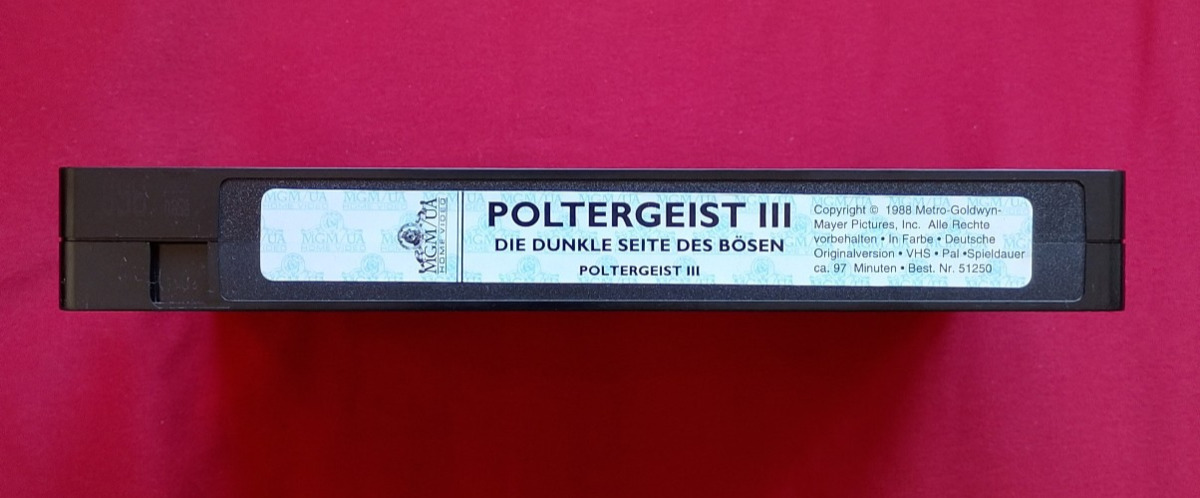 MGM/UA
HOME VIDEO
POLTERGEIST III
DIE DUNKLE SEITE DES BÖSEN
POLTERGEIST III
Copyright © 1988 Metro-Goldwyn-
Mayer Pictures, Inc. Alle Rechte
vorbehalten • In Farbe • Deutsche
Originalversion • VHS • Pal •Spieldauer
ca. 97 Minuten • Best. Nr. 51250